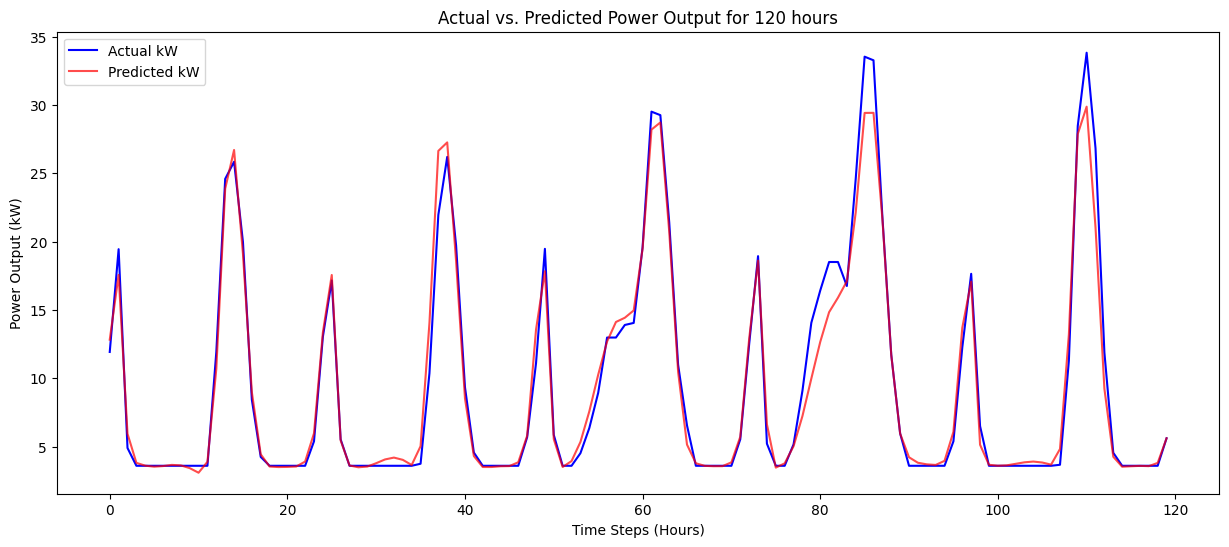 Actual vs. Predicted Power Output for 120 hours
Actual kW
Predicted kW
Power Output (kW)
35
30
25
20
15
10
5
0
20
40
60
80
100
120
Time Steps (Hours)